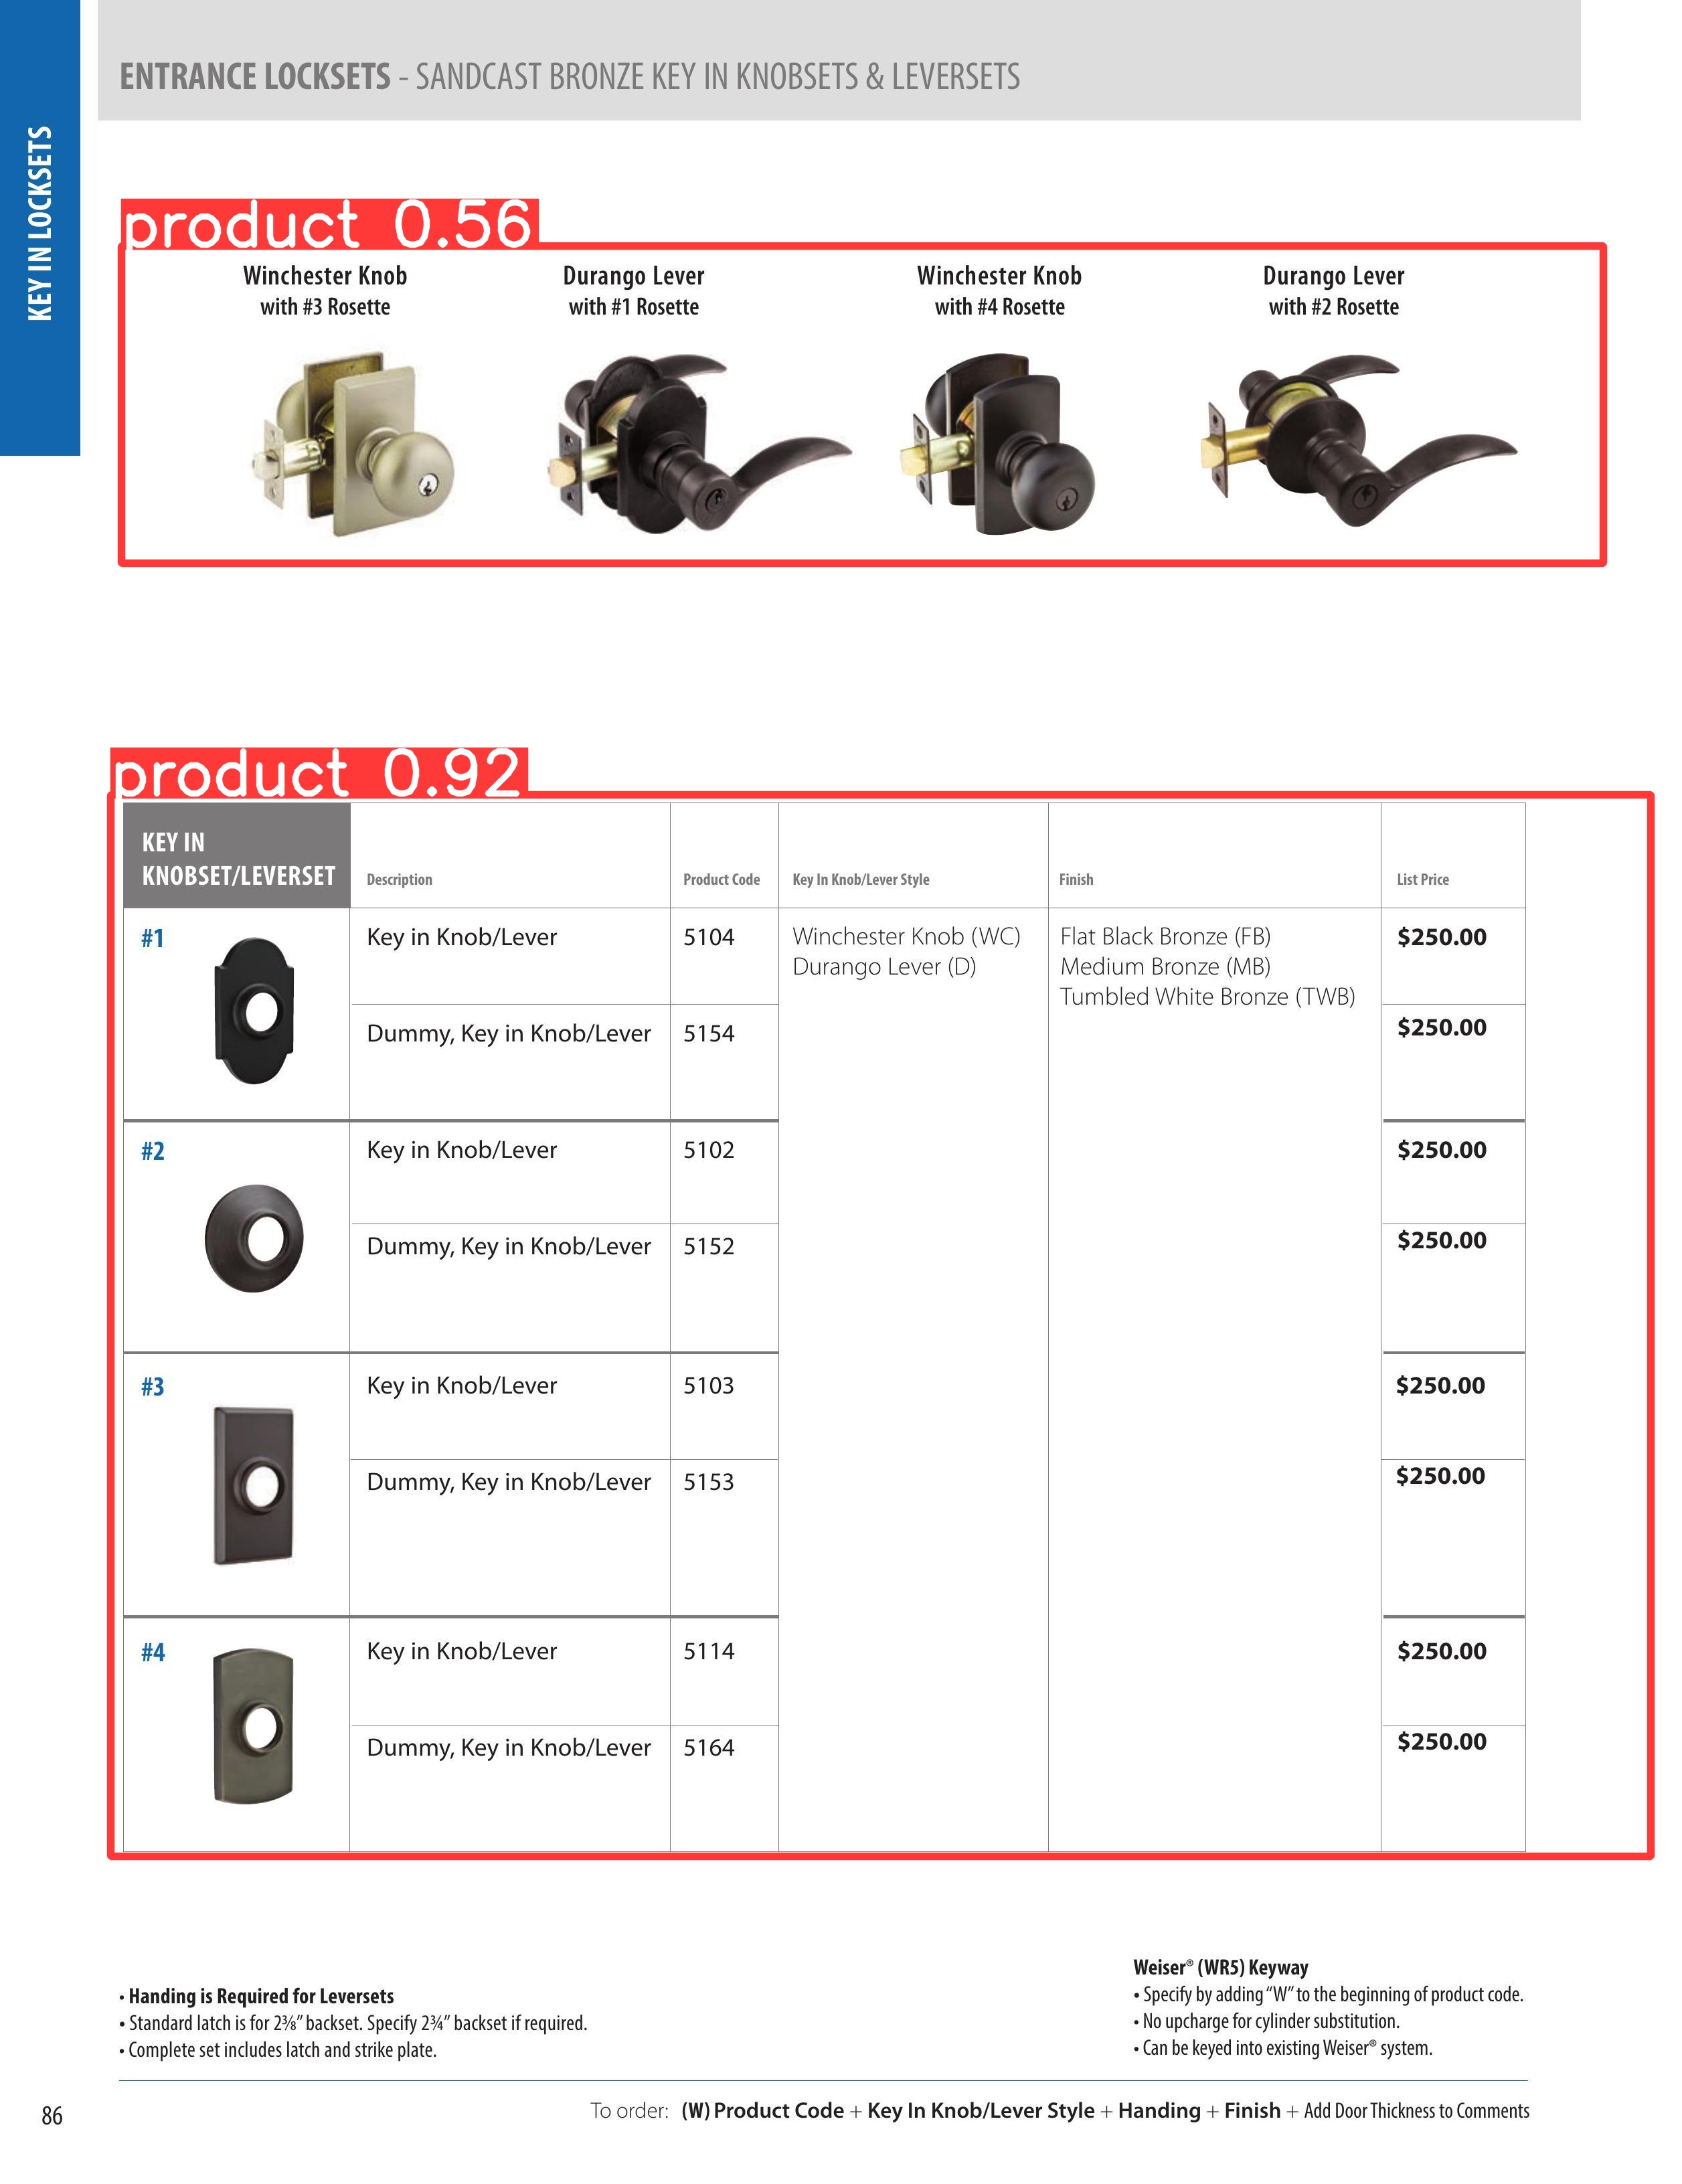 ENTRANCE LOCKSETS - SANDCAST BRONZE KEY IN KNOBSETS & LEVERSETS
KEY IN LOCKSETS
product 0.56
Winchester Knob
with #3 Rosette
Durango Lever
with #1 Rosette
Winchester Knob
with #4 Rosette
Durango Lever
with #2 Rosette
product 0.92
KEY IN
KNOBSET/LEVERSET
Description
Product Code
Key In Knob/Lever Style
Finish
List Price
#1
Key in Knob/Lever
5104
Winchester Knob (WC)
Durango Lever (D)
Flat Black Bronze (FB)
Medium Bronze (MB)
Tumbled White Bronze (TWB)
$250.00
Dummy, Key in Knob/Lever
5154
$250.00
#2
Key in Knob/Lever
5102
$250.00
Dummy, Key in Knob/Lever
5152
$250.00
#3
Key in Knob/Lever
5103
$250.00
Dummy, Key in Knob/Lever
5153
$250.00
#4
Key in Knob/Lever
5114
$250.00
Dummy, Key in Knob/Lever
5164
$250.00
• Handing is Required for Leversets
• Standard latch is for 2⅜” backset. Specify 2¾” backset if required.
• Complete set includes latch and strike plate.
Weiser® (WR5) Keyway
• Specify by adding “W” to the beginning of product code.
• No upcharge for cylinder substitution.
• Can be keyed into existing Weiser® system.
86
To order: (W) Product Code + Key In Knob/Lever Style + Handing + Finish + Add Door Thickness to Comments